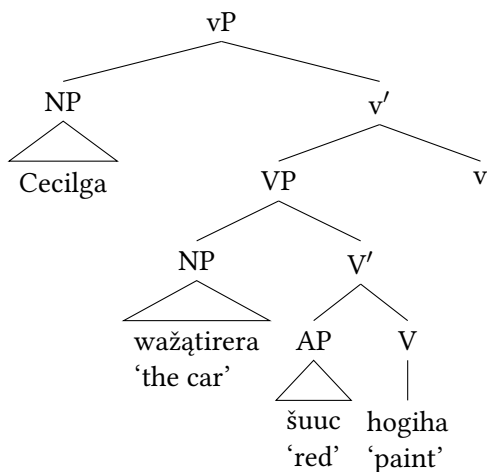 vP
NP
v′
Cecilga
VP
v
NP
V′
wažątirera
‘the car’
AP
V
šuuc
‘red’
hogiha
‘paint’